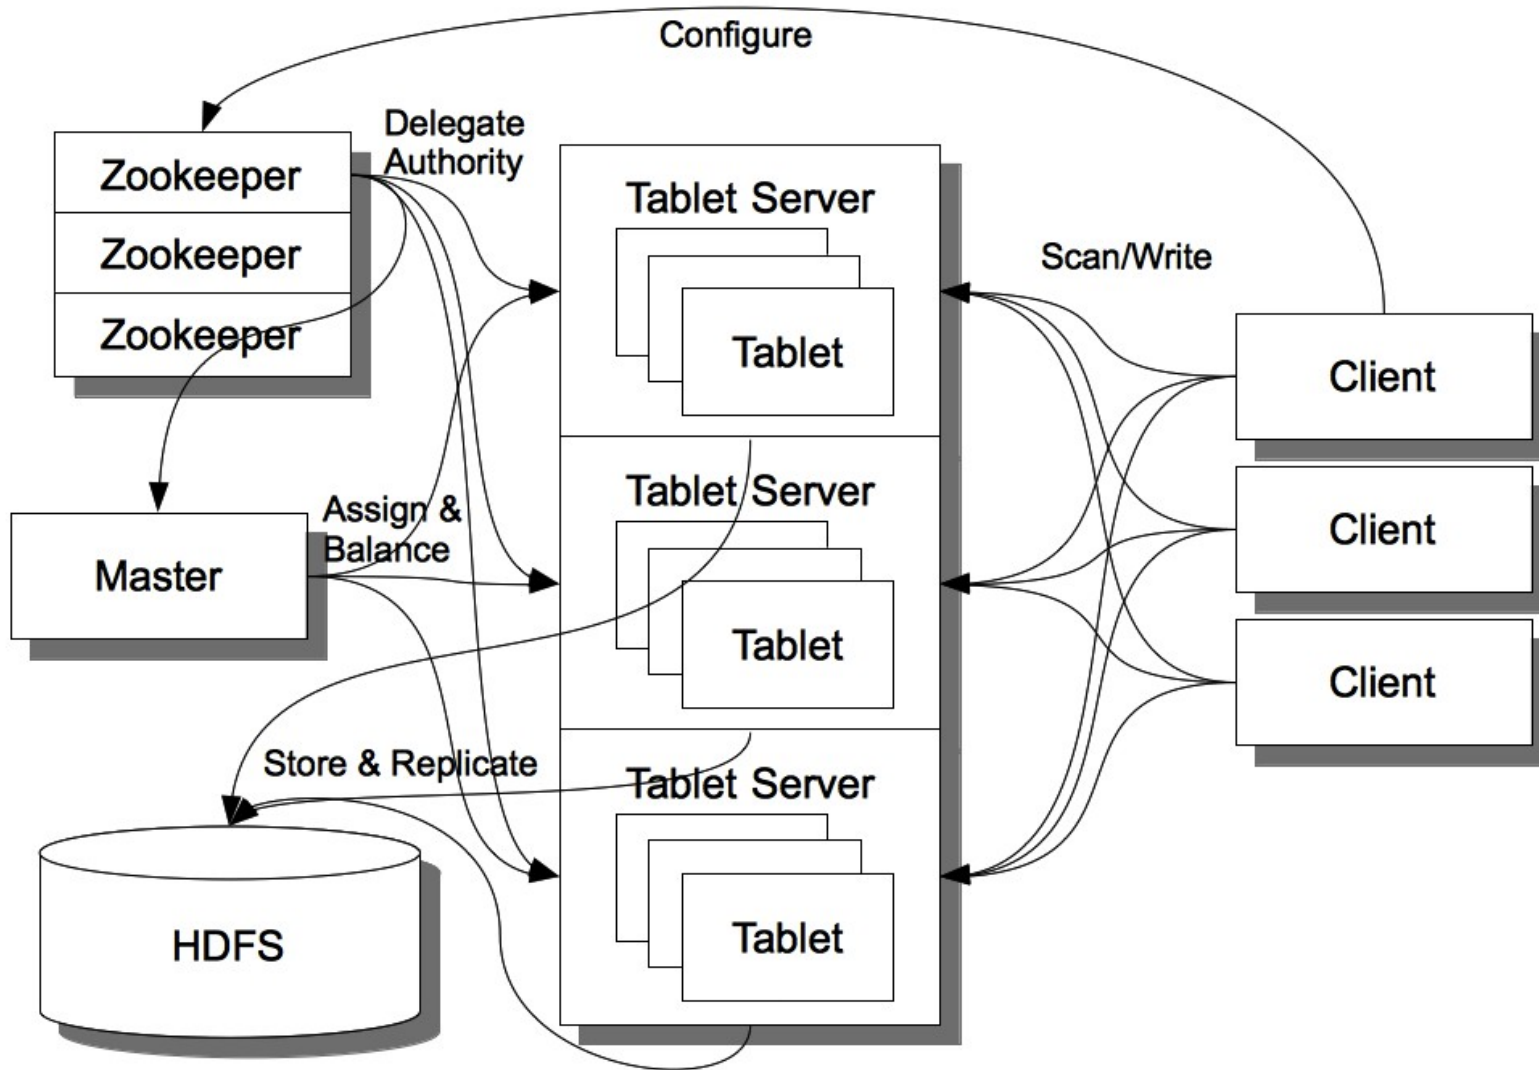 Configure
Delegate
Authority
Zookeeper
Zookeeper
Zookeeper
Master
Assign &
Balance
Store & Replicate
HDFS
Tablet Server
Tablet
Tablet Server
Tablet
Tablet Server
Tablet
Scan/Write
Client
Client
Client